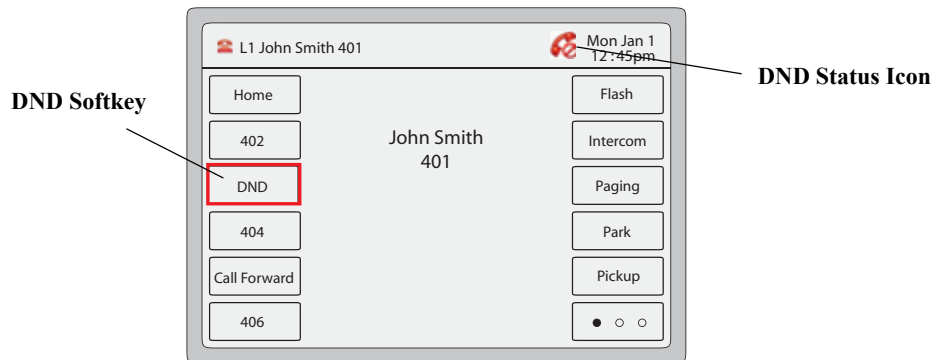 L1 John Smith 401
Mon Jan 1
12:45pm
DND Status Icon
DND Softkey
Home
402
DND
404
Call Forward
406
John Smith
401
Flash
Intercom
Paging
Park
Pickup